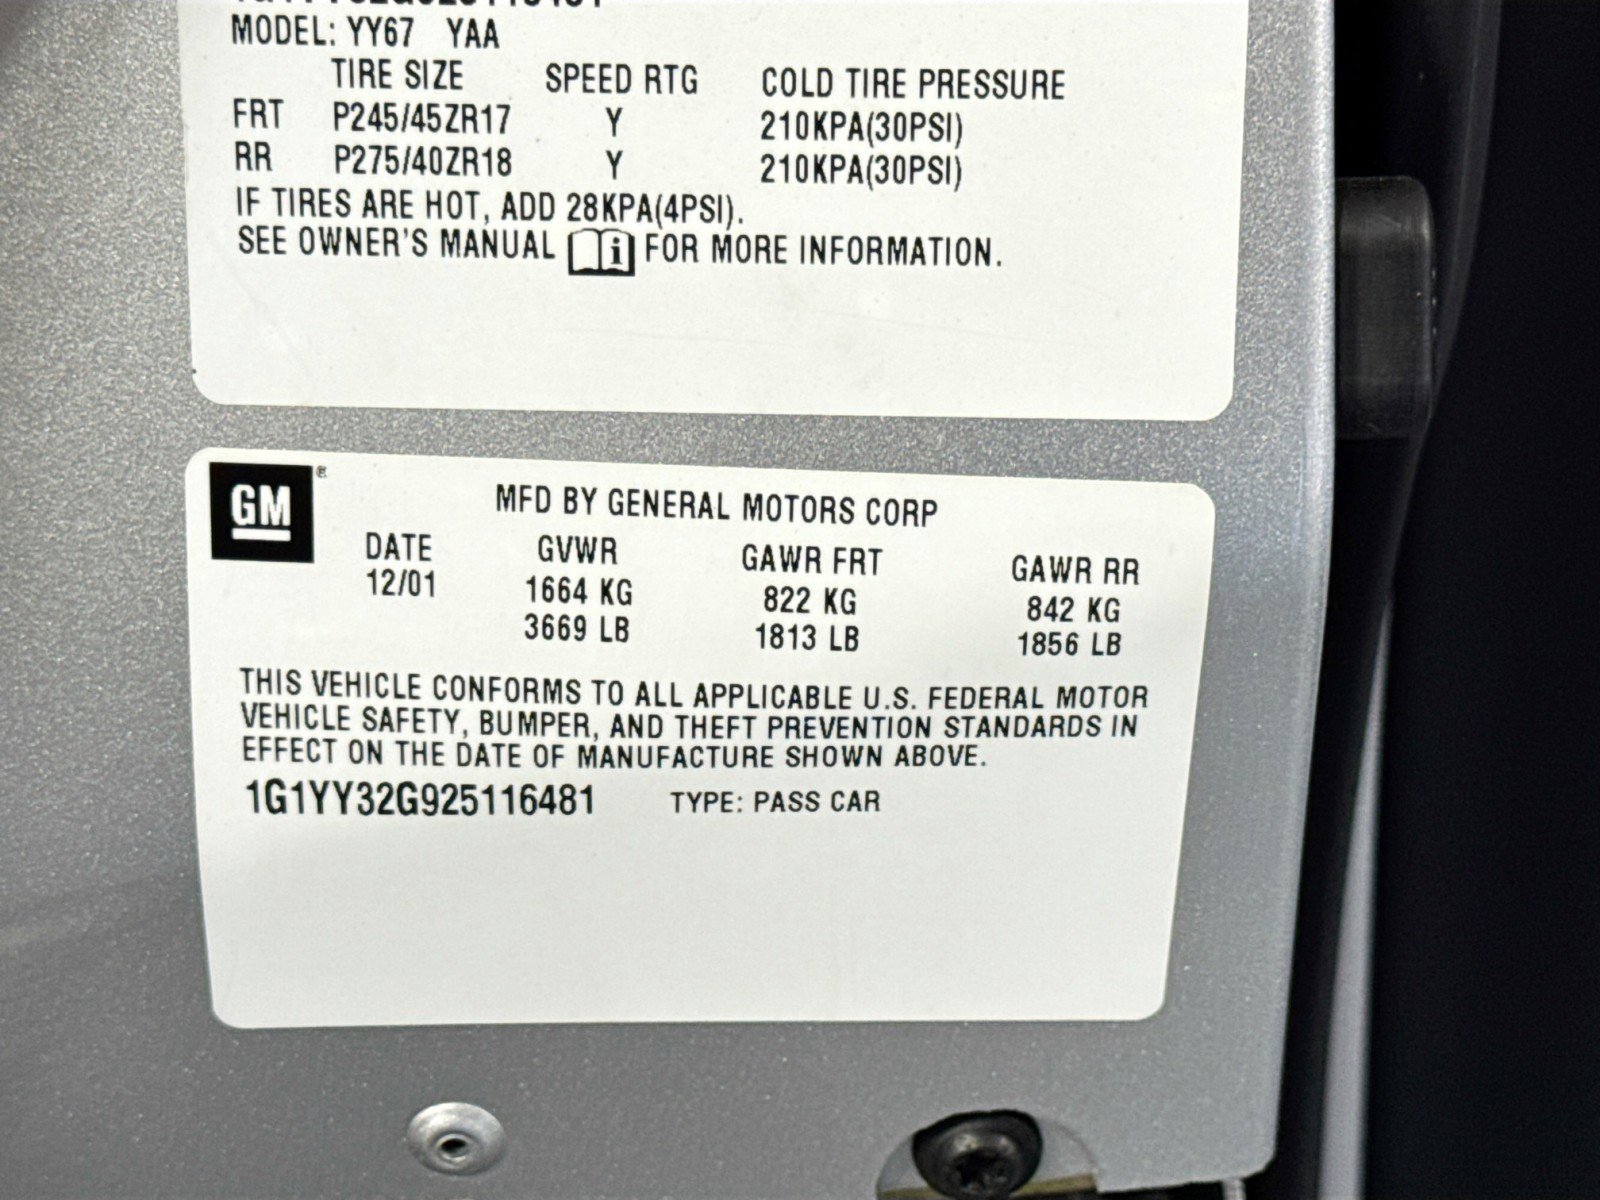 MODEL: YY67 YAA
TIRE SIZE SPEED RTG COLD TIRE PRESSURE
FRT P245/45ZR17 Y 210KPA(30PSI)
RR P275/40ZR18 Y 210KPA(30PSI)
IF TIRES ARE HOT, ADD 28KPA(4PSI).
SEE OWNER'S MANUAL i FOR MORE INFORMATION.
GM ®
MFD BY GENERAL MOTORS CORP
DATE GVWR GAWR FRT GAWR RR
12/01 1664 KG 822 KG 842 KG
3669 LB 1813 LB 1856 LB
THIS VEHICLE CONFORMS TO ALL APPLICABLE U.S. FEDERAL MOTOR
VEHICLE SAFETY, BUMPER, AND THEFT PREVENTION STANDARDS IN
EFFECT ON THE DATE OF MANUFACTURE SHOWN ABOVE.
1G1YY32G925116481 TYPE: PASS CAR